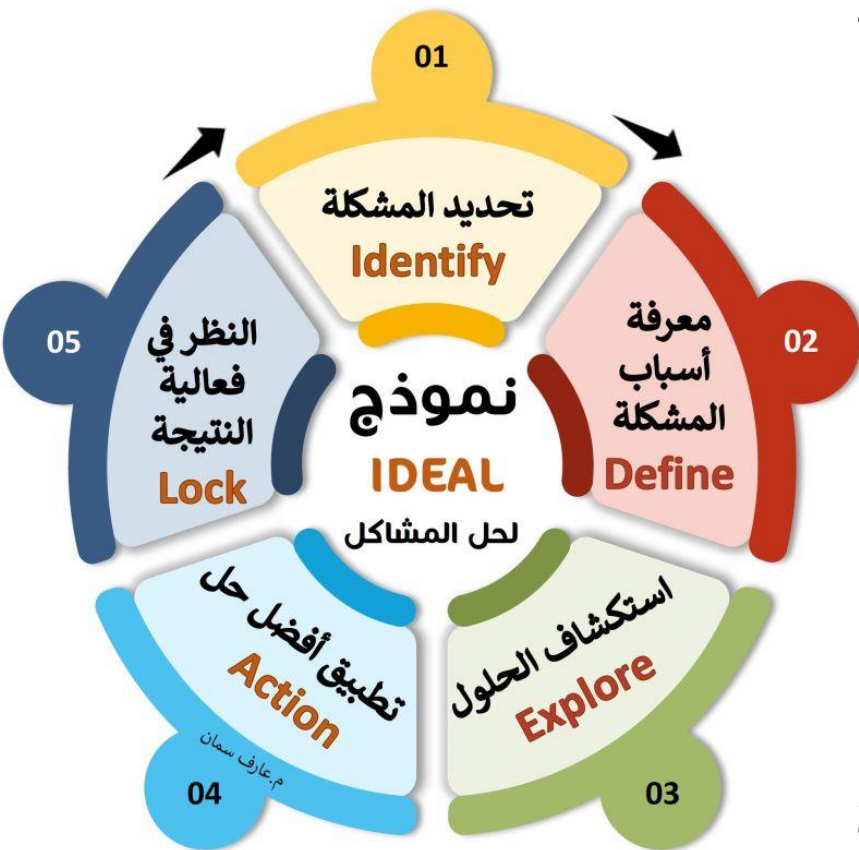 01
تحديد المشكلة
Identify
02
معرفة
أسباب
المشكلة
Define
03
استكشاف الحلول
Explore
04
تطبيق أفضل حل
Action
م.عارف سمان
05
النظر في
فعالية
النتيجة
Lock
نموذج
IDEAL
لحل المشاكل